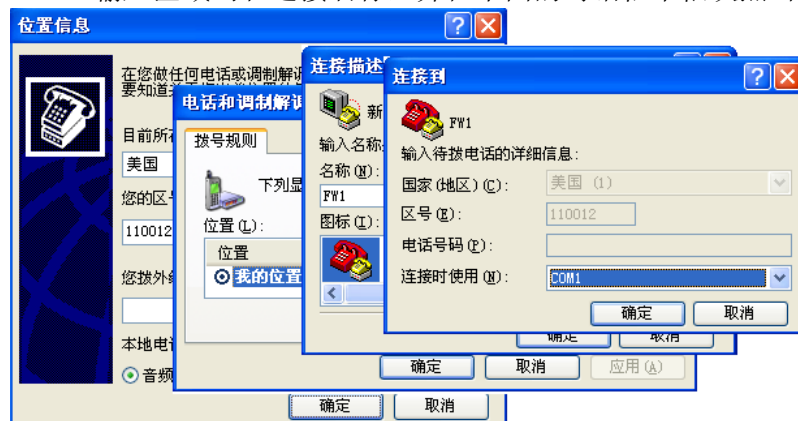 位置信息
在您做任何电话或调制解
要知道
目前所
美国
您的区
110012
您拨外
本地电
音频
确定
取消
电话和调制解
拨号规则
下列显
位置(L):
位置
我的位置
确定
取消
应用(A)
连接描述
新
输入名称
名称(N):
FW1
图标(I):
确定
取消
连接到
FW1
输入待拨电话的详细信息:
国家(地区)(C):
美国 (1)
区号(E):
110012
电话号码(P):
连接时使用(N):
COM1
确定
取消